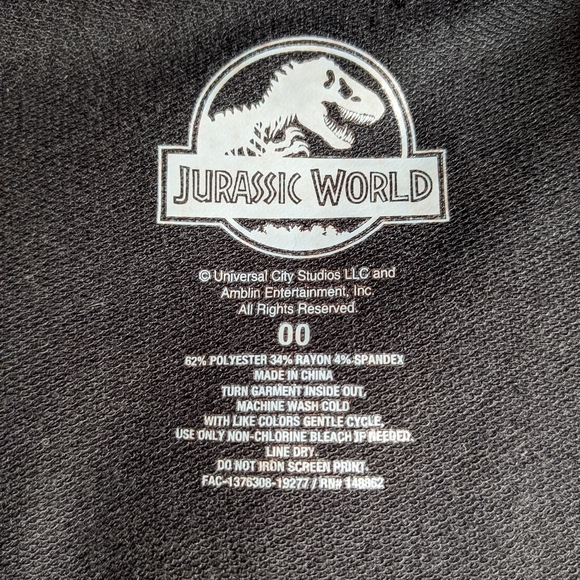 JURASSIC WORLD
© Universal City Studios LLC and
Amblin Entertainment, Inc.
All Rights Reserved.
00
62% POLYESTER 34% RAYON 4% SPANDEX
MADE IN CHINA
TURN GARMENT INSIDE OUT,
MACHINE WASH COLD
WITH LIKE COLORS GENTLE CYCLE,
USE ONLY NON-CHLORINE BLEACH IF NEEDED.
LINE DRY.
DO NOT IRON SCREEN PRINT.
FAC-1376308-19277 / RN# 148662